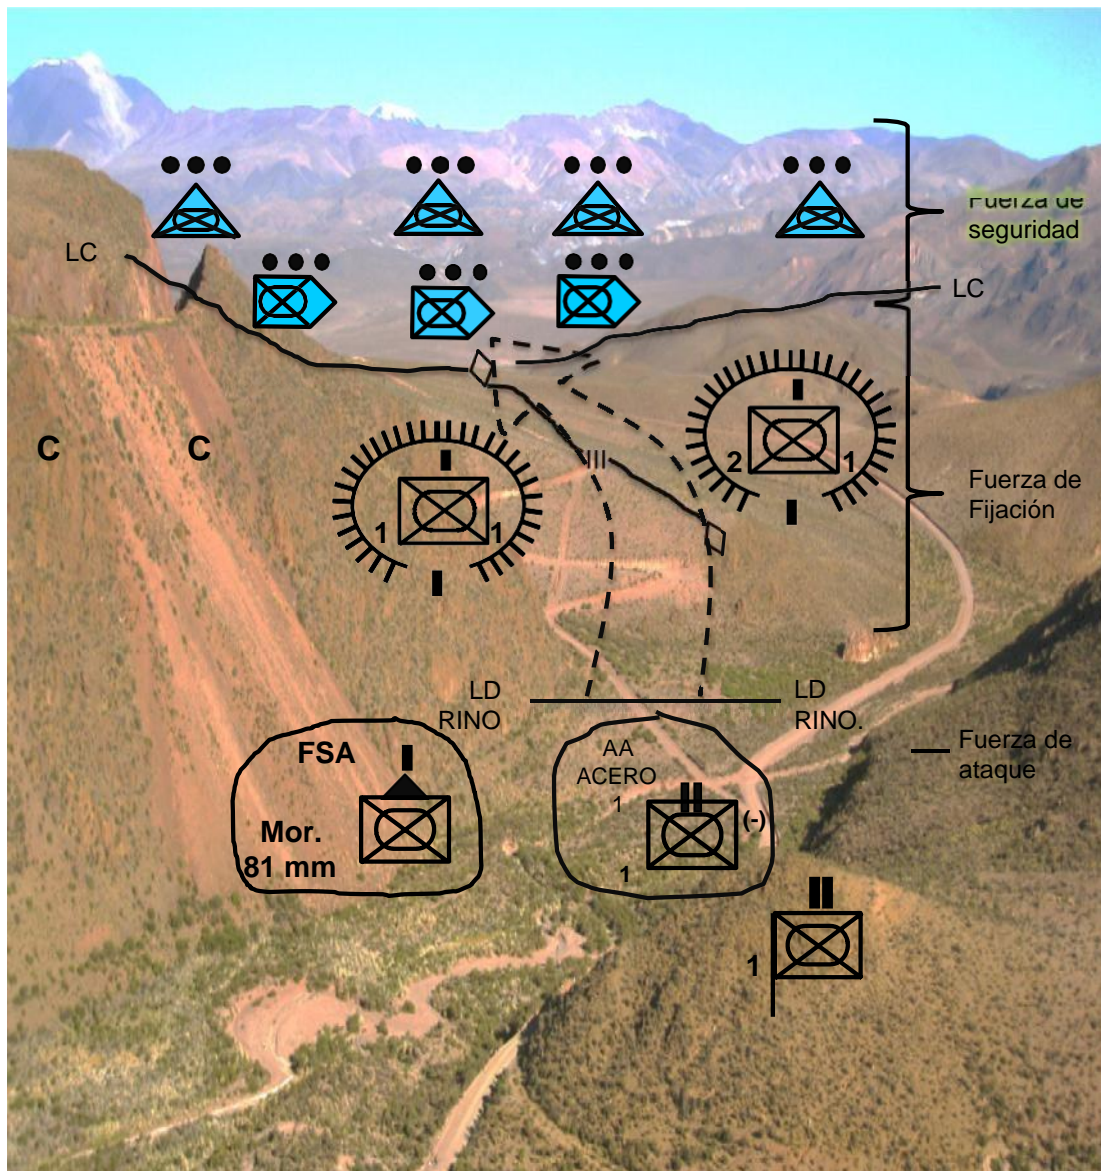 Fuerza de
seguridad
LC
LC
C
C
2
1
1
1
Fuerza de
Fijación
LD
RINO
LD
RINO.
FSA
Mor.
81 mm
AA
ACERO
1
(-)
1
Fuerza de
ataque
1